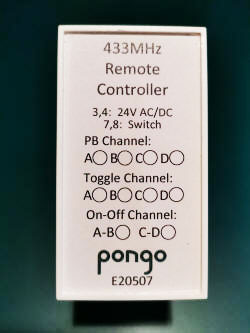 433MHz
Remote
Controller
3,4: 24V AC/DC
7,8: Switch
PB Channel:
A○ B○ C○ D○
Toggle Channel:
A○ B○ C○ D○
On-Off Channel:
A-B○ C-D○
pongo
E20507